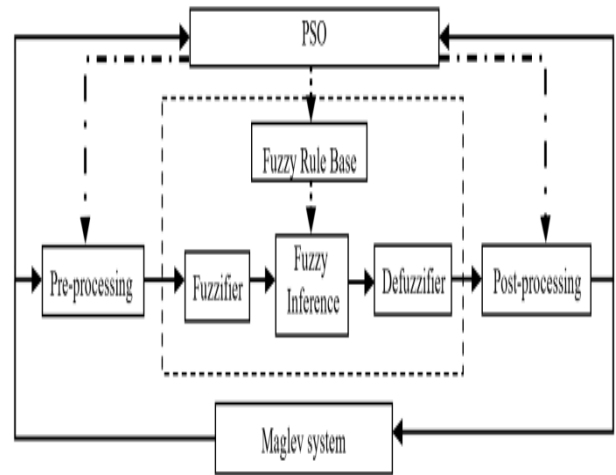 PSO
Fuzzy Rule Base
Pre-processing
Fuzzifier
Fuzzy
Inference
Defuzzifier
Post-processing
Maglev system